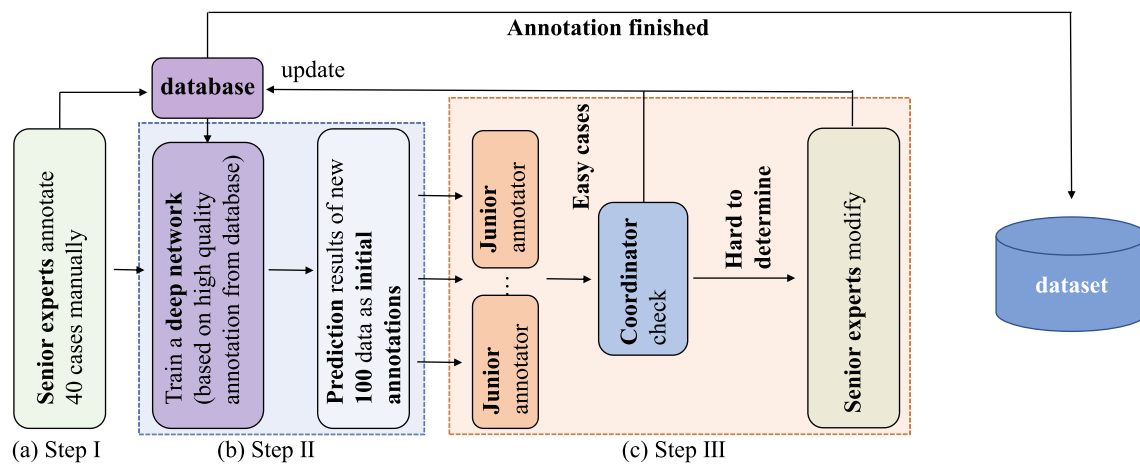 Annotation finished
database
update
Senior experts annotate
40 cases manually
Train a deep network
(based on high quality
annotation from database)
Prediction results of new
100 data as initial
annotations
Junior
annotator
...
Junior
annotator
Easy cases
Coordinator
check
Hard to
determine
Senior experts modify
dataset
(a) Step I
(b) Step II
(c) Step III